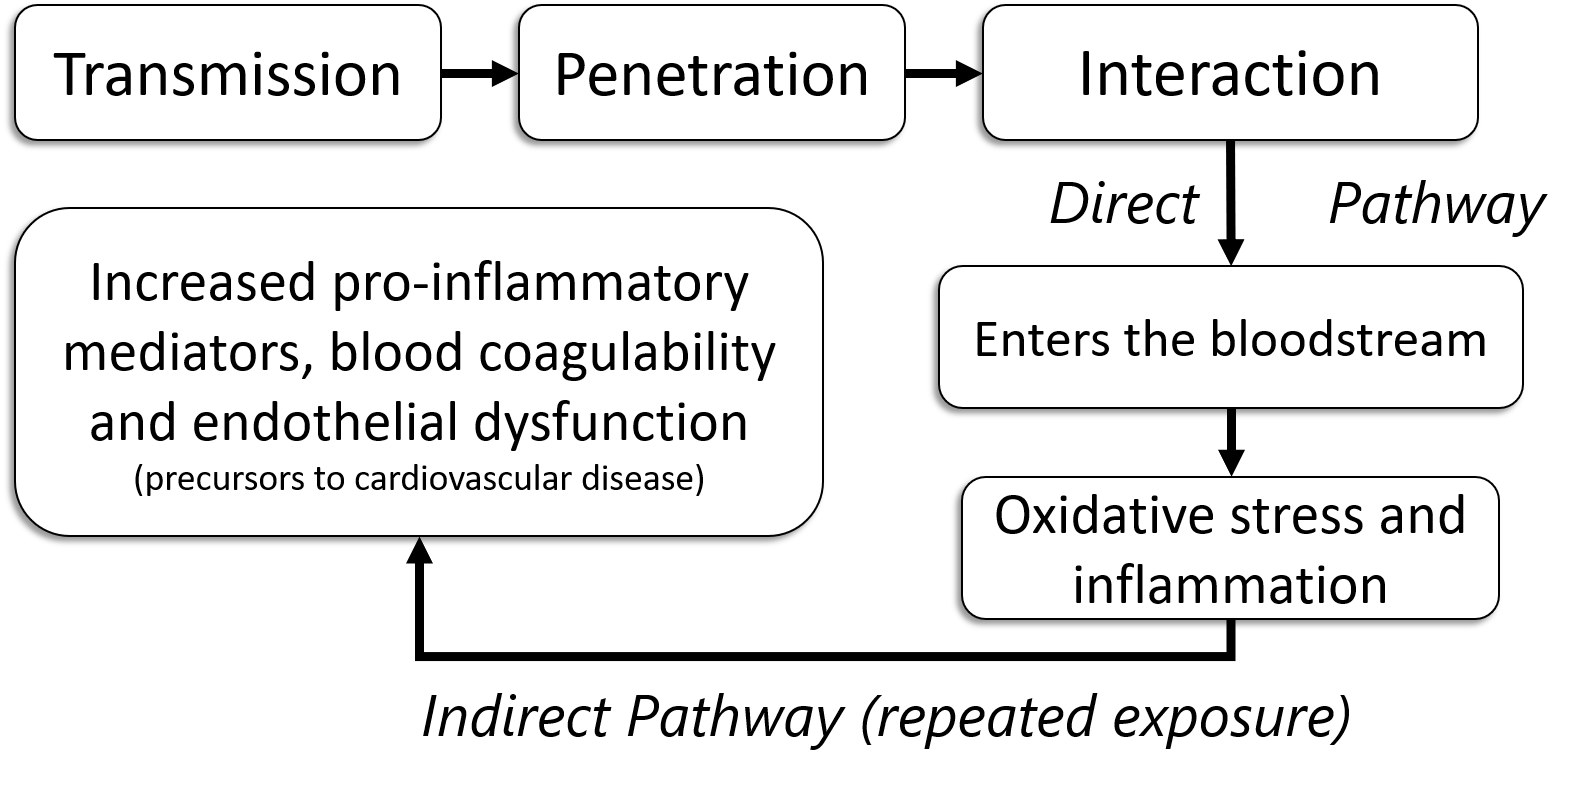 Transmission
Penetration
Interaction
Direct Pathway
Enters the bloodstream
Oxidative stress and
inflammation
Indirect Pathway (repeated exposure)
Increased pro-inflammatory
mediators, blood coagulability
and endothelial dysfunction
(precursors to cardiovascular disease)